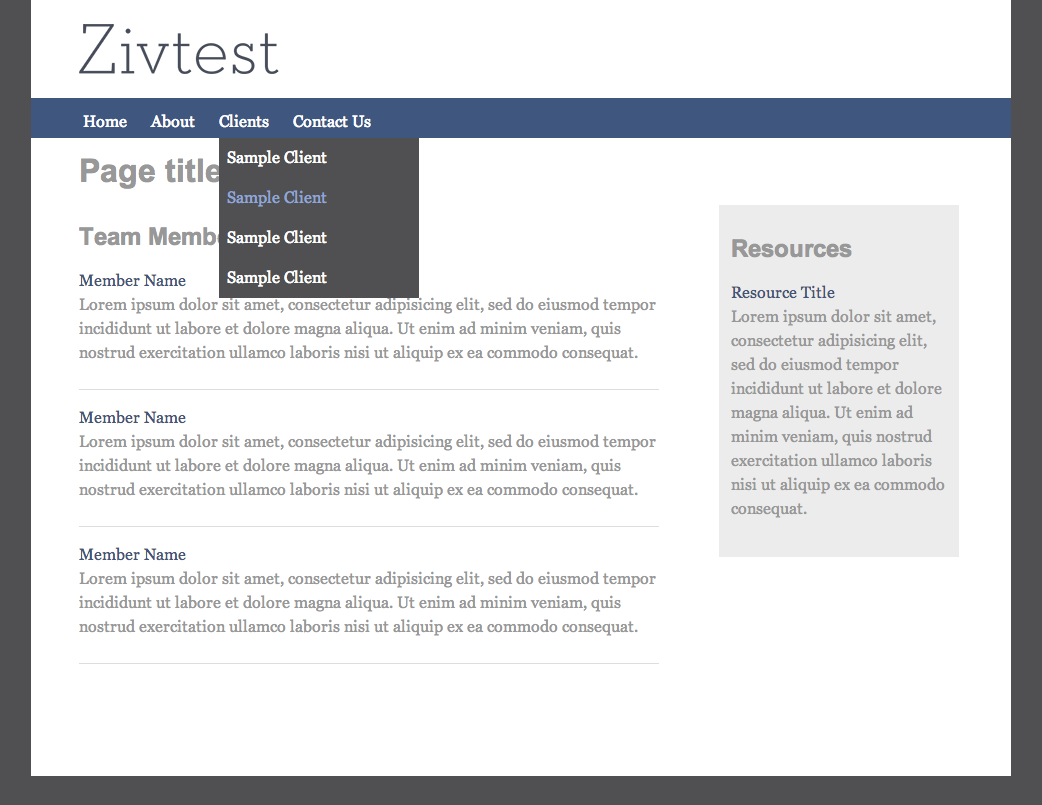 Zivtest
Home About Clients Contact Us
Sample Client
Sample Client
Sample Client
Sample Client
Page title
Team Memb
Member Name
Lorem ipsum dolor sit amet, consectetur adipisicing elit, sed do eiusmod tempor
incididunt ut labore et dolore magna aliqua. Ut enim ad minim veniam, quis
nostrud exercitation ullamco laboris nisi ut aliquip ex ea commodo consequat.
Member Name
Lorem ipsum dolor sit amet, consectetur adipisicing elit, sed do eiusmod tempor
incididunt ut labore et dolore magna aliqua. Ut enim ad minim veniam, quis
nostrud exercitation ullamco laboris nisi ut aliquip ex ea commodo consequat.
Member Name
Lorem ipsum dolor sit amet, consectetur adipisicing elit, sed do eiusmod tempor
incididunt ut labore et dolore magna aliqua. Ut enim ad minim veniam, quis
nostrud exercitation ullamco laboris nisi ut aliquip ex ea commodo consequat.
Resources
Resource Title
Lorem ipsum dolor sit amet,
consectetur adipisicing elit,
sed do eiusmod tempor
incididunt ut labore et dolore
magna aliqua. Ut enim ad
minim veniam, quis nostrud
exercitation ullamco laboris
nisi ut aliquip ex ea commodo
consequat.